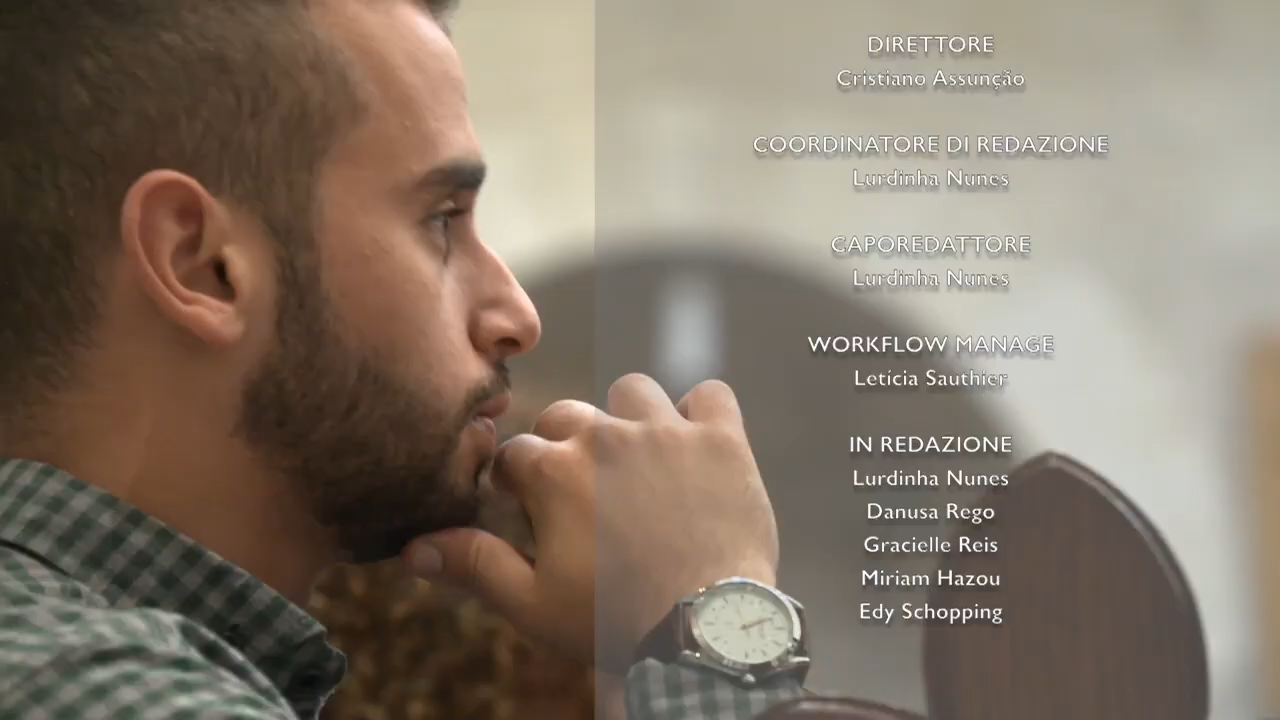 DIRETTORE
Cristiano Assunção
COORDINATORE DI REDAZIONE
Lurdinha Nunes
CAPOREDATTORE
Lurdinha Nunes
WORKFLOW MANAGE
Letícia Sauthier
IN REDAZIONE
Lurdinha Nunes
Danusa Rego
Gracielle Reis
Miriam Hazou
Edy Schopping